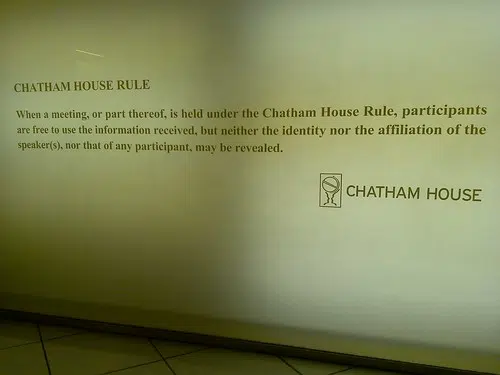 CHATHAM HOUSE RULE
When a meeting, or part thereof, is held under the Chatham House Rule, participants
are free to use the information received, but neither the identity nor the affiliation of the
speaker(s), nor that of any participant, may be revealed.
CHATHAM HOUSE